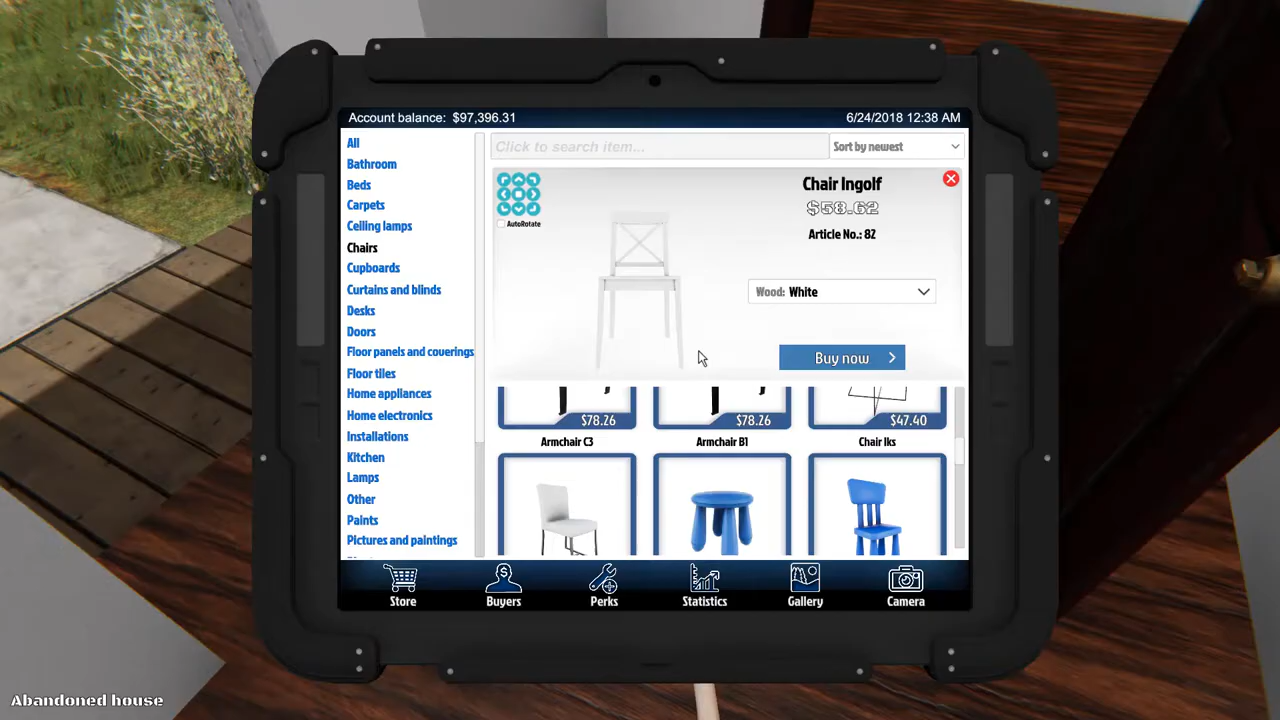 Account balance: $97,396.31
6/24/2018 12:38 AM
All
Bathroom
Beds
Carpets
Ceiling lamps
Chairs
Cupboards
Curtains and blinds
Desks
Doors
Floor panels and coverings
Floor tiles
Home appliances
Home electronics
Installations
Kitchen
Lamps
Other
Paints
Pictures and paintings
Click to search item...
Sort by newest
AutoRotate
Chair Ingolf
$58.62
Article No.: 82
Wood: White
Buy now
$78.26
$78.26
$47.40
Armchair C3
Armchair B1
Chair Iks
Store
Buyers
Perks
Statistics
Gallery
Camera
Abandoned house